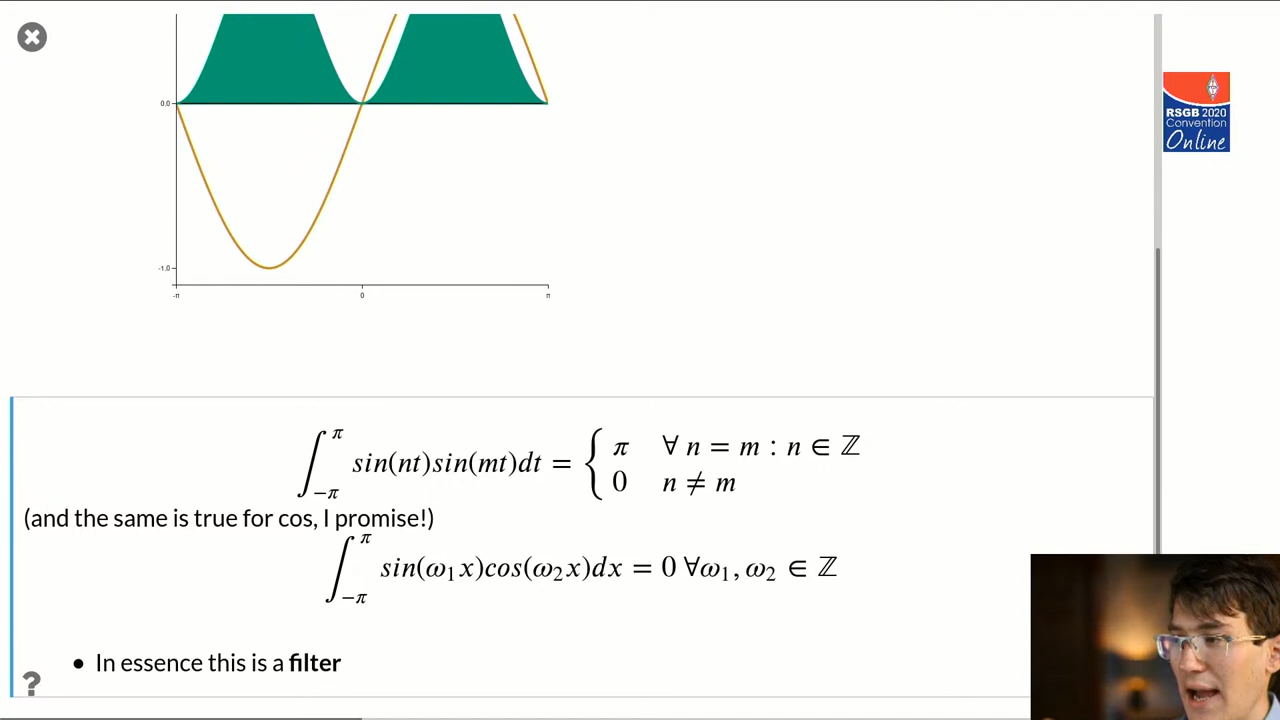 0.0
-1.0
-π
0
π
RSGB 2020
Convention
Online
∫_{-π}^{π} sin(nt)sin(mt)dt = { π ∀ n = m : n ∈ ℤ
0 n ≠ m
(and the same is true for cos, I promise!)
∫_{-π}^{π} sin(ω₁x)cos(ω₂x)dx = 0 ∀ω₁, ω₂ ∈ ℤ
• In essence this is a filter
?